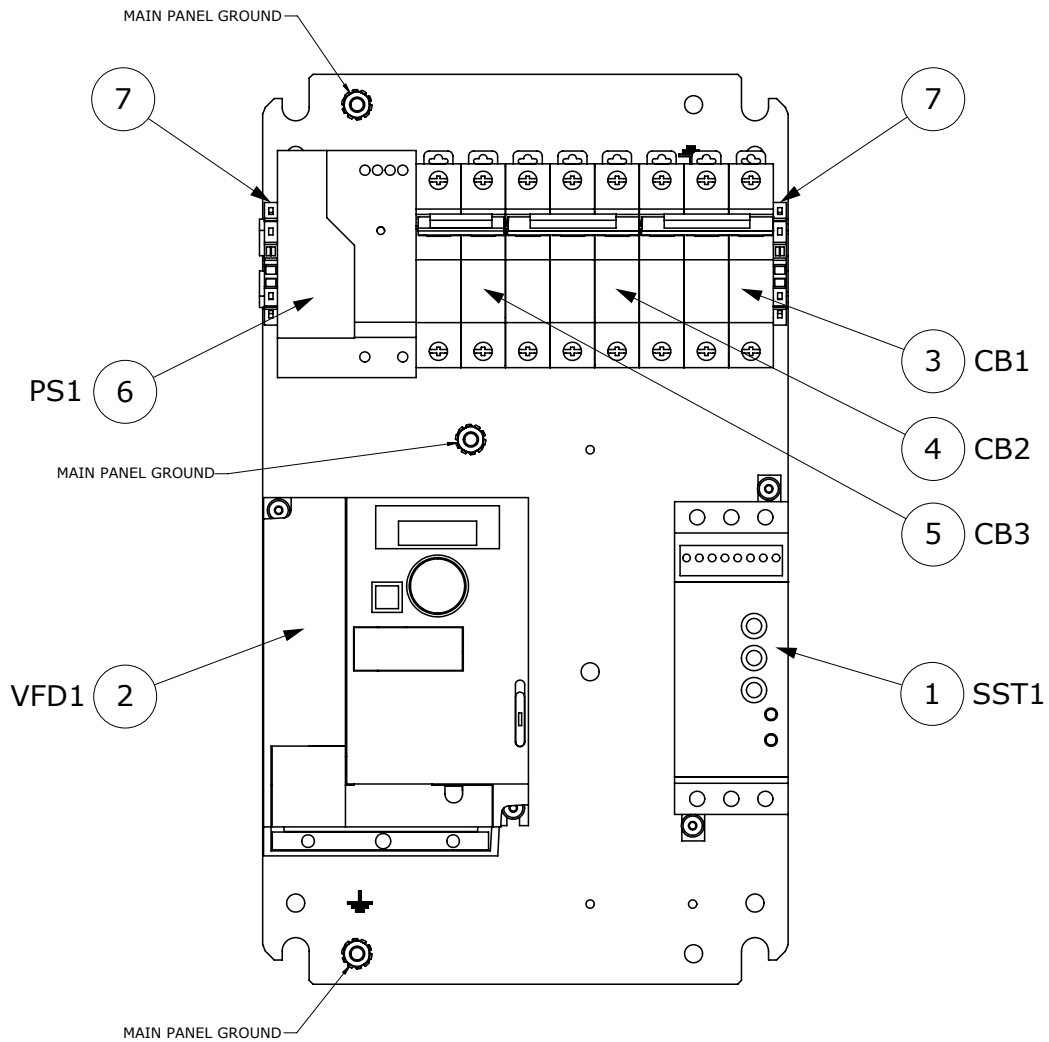 MAIN PANEL GROUND
7
7
3 CB1
PS1 6
4 CB2
MAIN PANEL GROUND
5 CB3
VFD1 2
1 SST1
MAIN PANEL GROUND